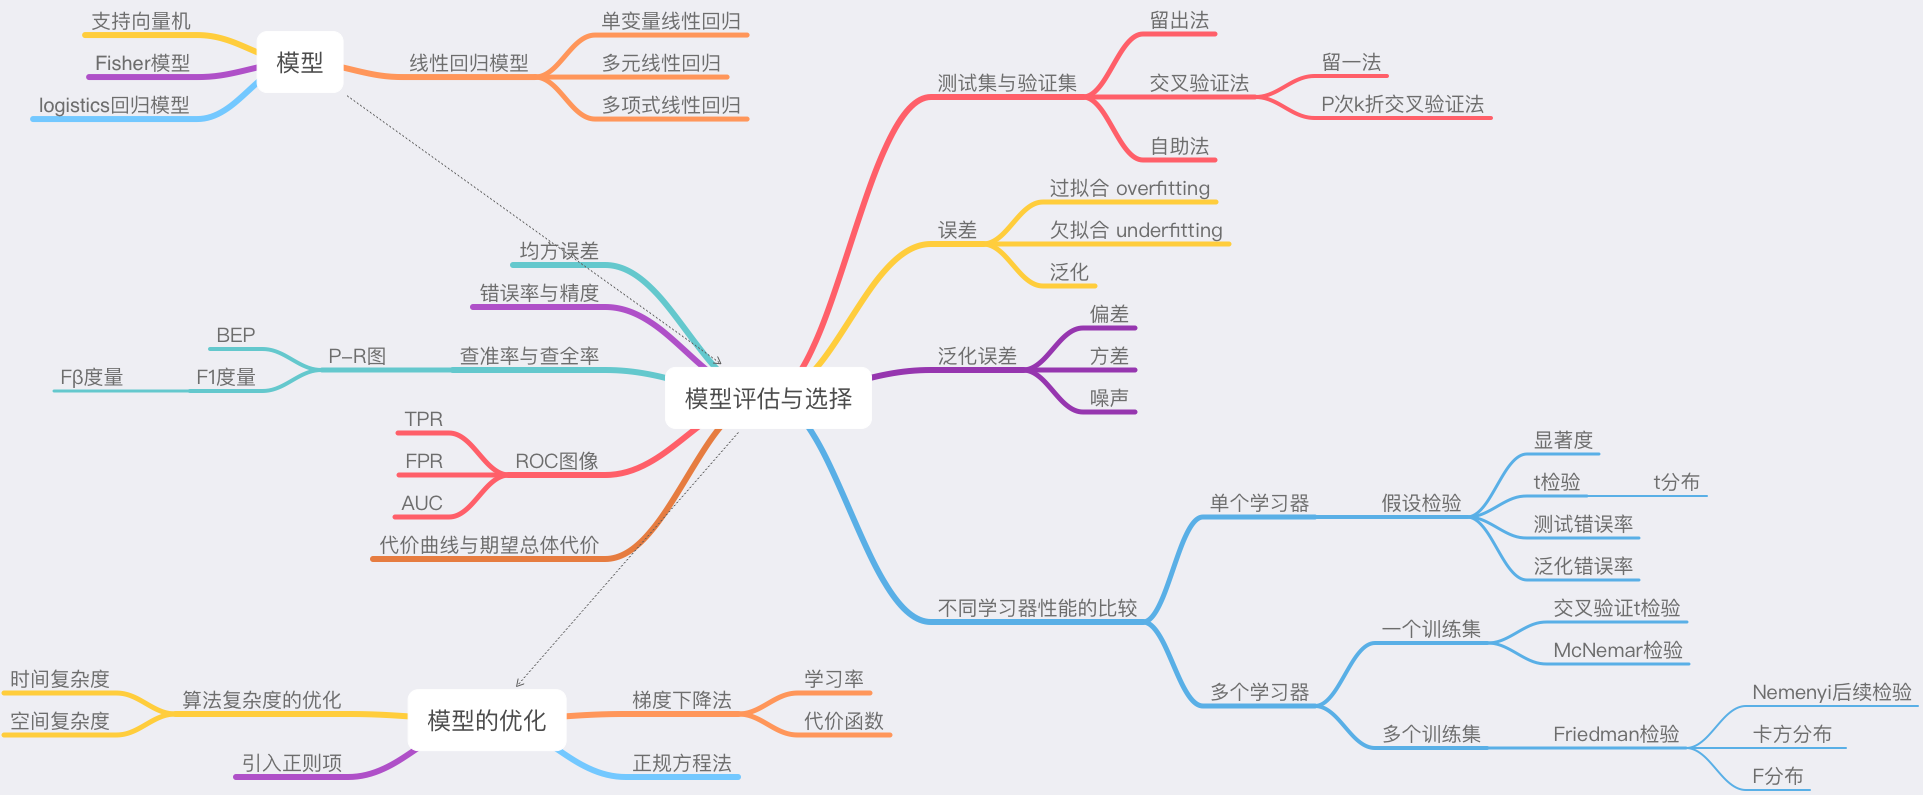 模型
支持向量机
Fisher模型
logistics回归模型
线性回归模型
单变量线性回归
多元线性回归
多项式线性回归
模型评估与选择
均方误差
错误率与精度
查准率与查全率
P-R图
BEP
F1度量
Fβ度量
ROC图像
TPR
FPR
AUC
代价曲线与期望总体代价
测试集与验证集
留出法
交叉验证法
留一法
P次k折交叉验证法
自助法
误差
过拟合 overfitting
欠拟合 underfitting
泛化
泛化误差
偏差
方差
噪声
不同学习器性能的比较
单个学习器
假设检验
显著度
t检验
t分布
测试错误率
泛化错误率
多个学习器
一个训练集
交叉验证t检验
McNemar检验
多个训练集
Friedman检验
Nemenyi后续检验
卡方分布
F分布
模型的优化
算法复杂度的优化
时间复杂度
空间复杂度
引入正则项
梯度下降法
学习率
代价函数
正规方程法